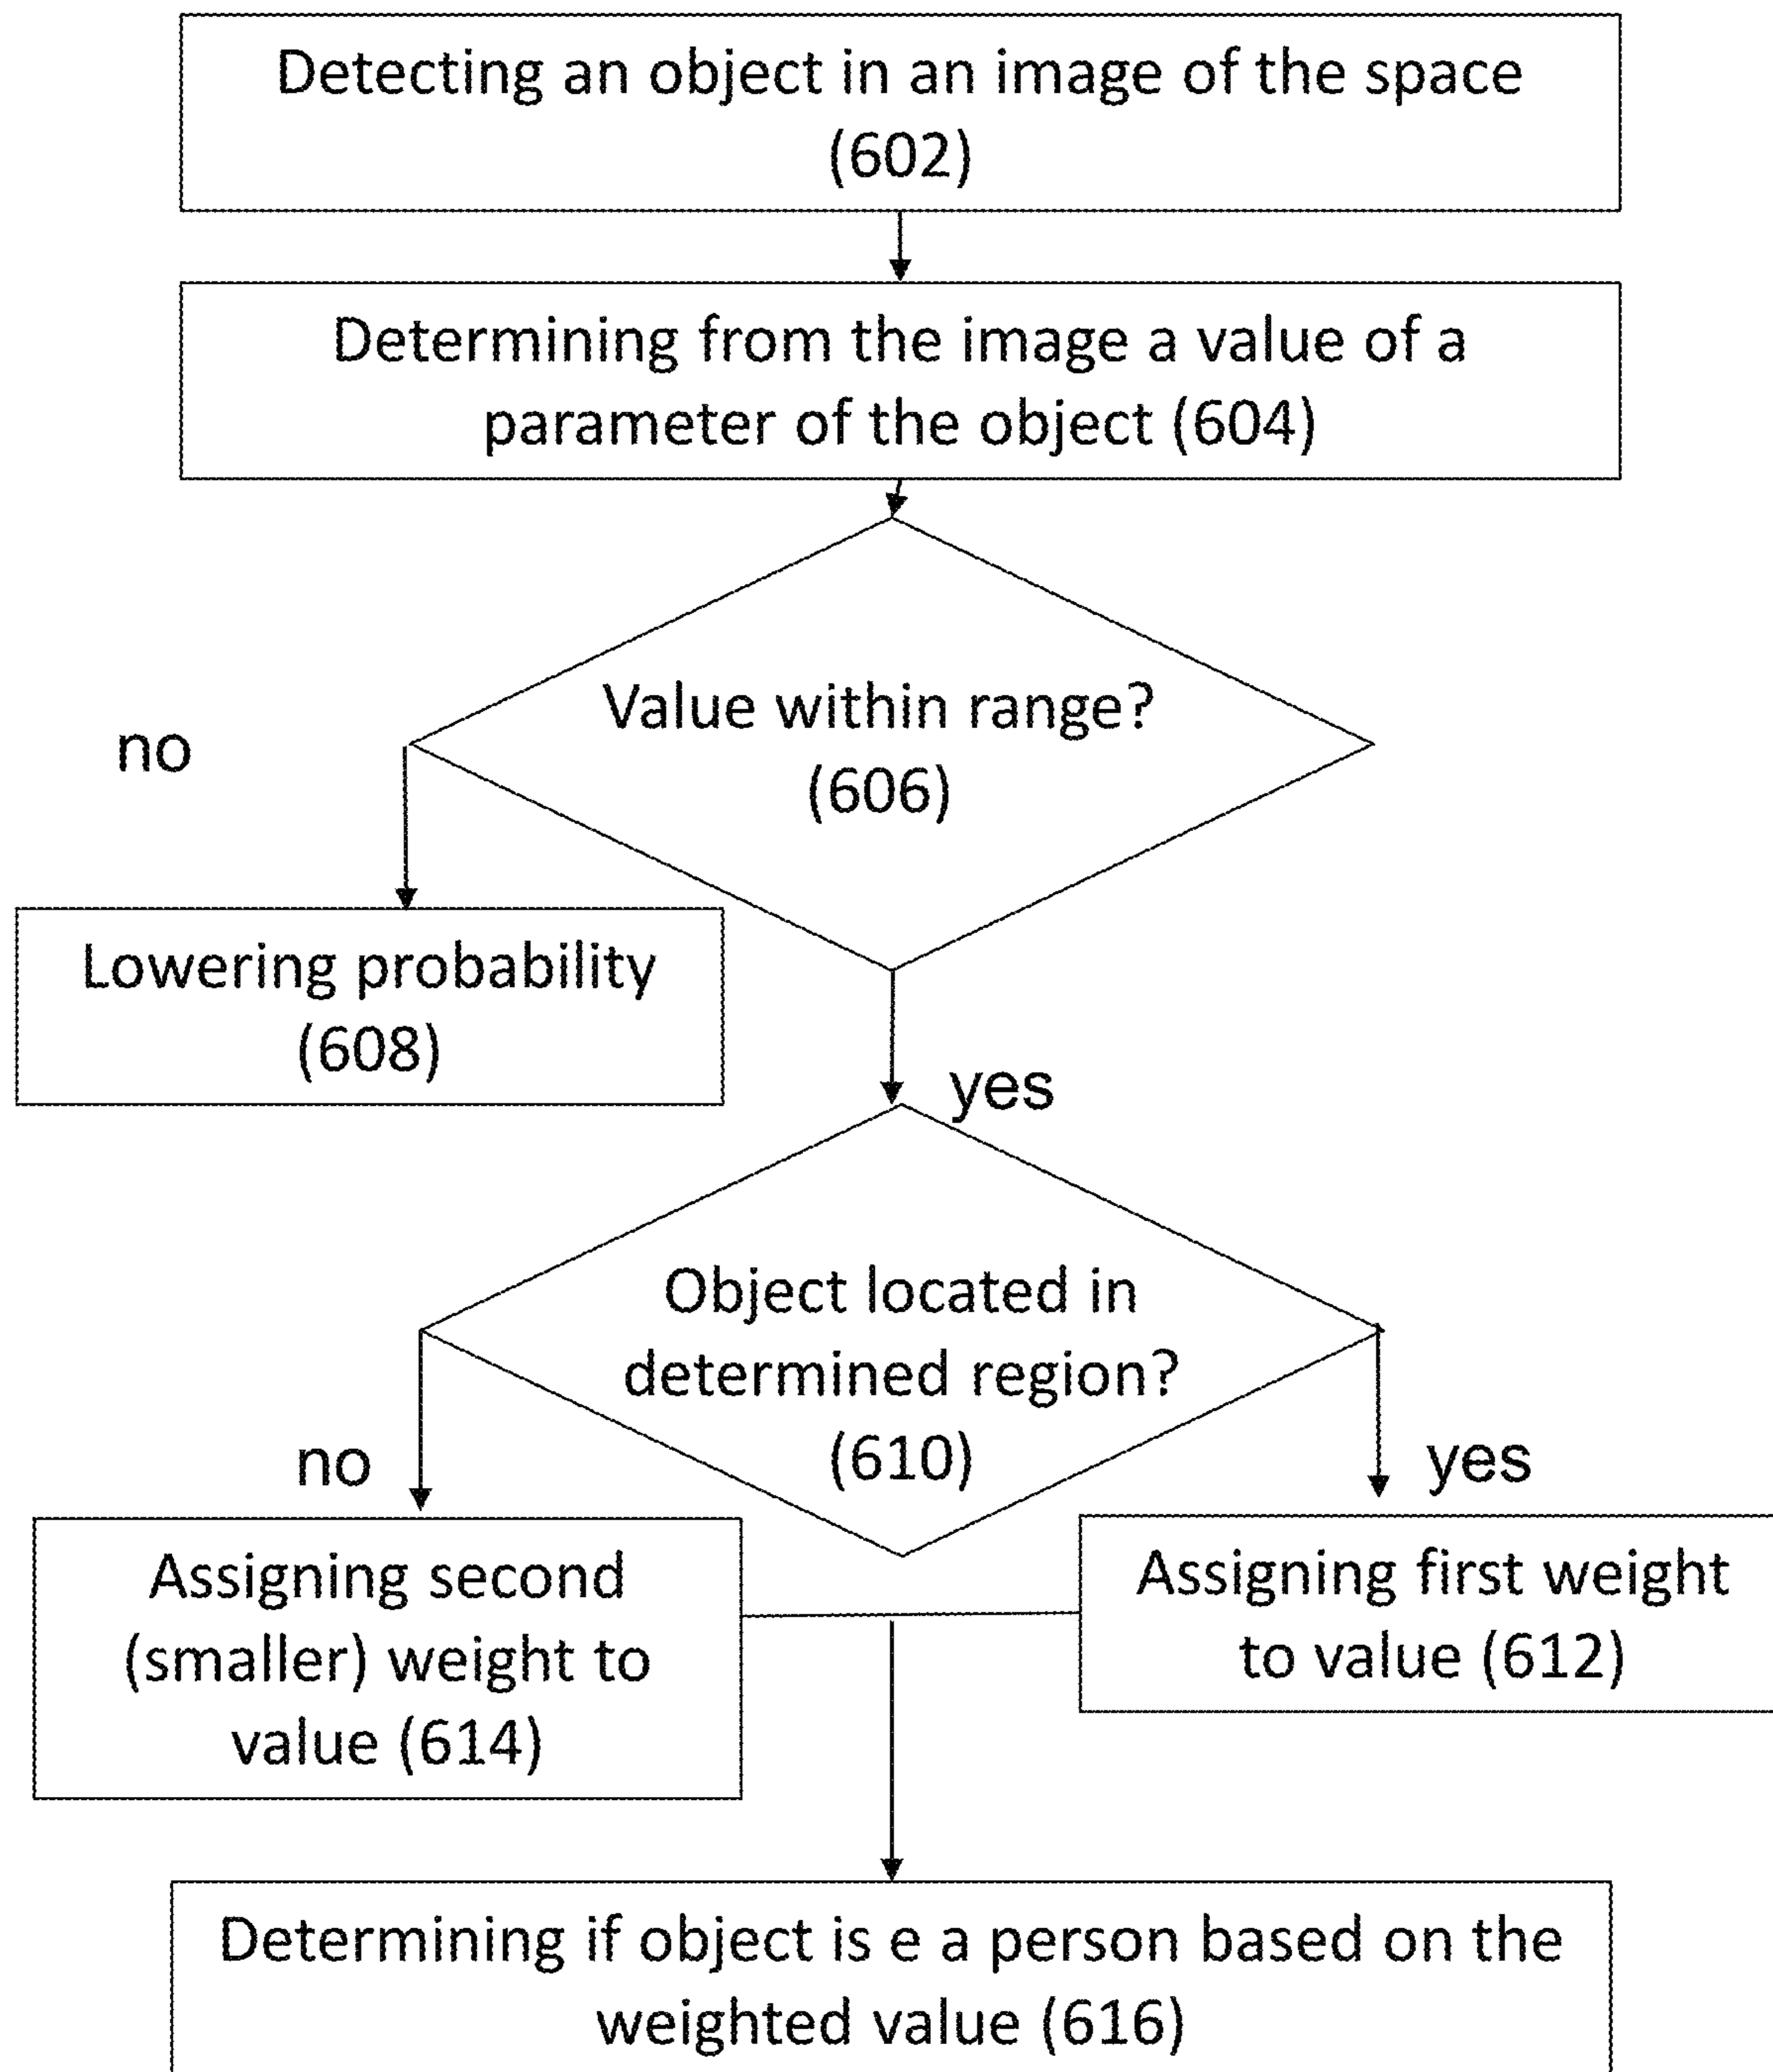 Detecting an object in an image of the space
(602)
Determining from the image a value of a
parameter of the object (604)
Value within range?
(606)
no
Lowering probability
(608)
yes
Object located in
determined region?
(610)
no
yes
Assigning second
(smaller) weight to
value (614)
Assigning first weight
to value (612)
Determining if object is e a person based on the
weighted value (616)